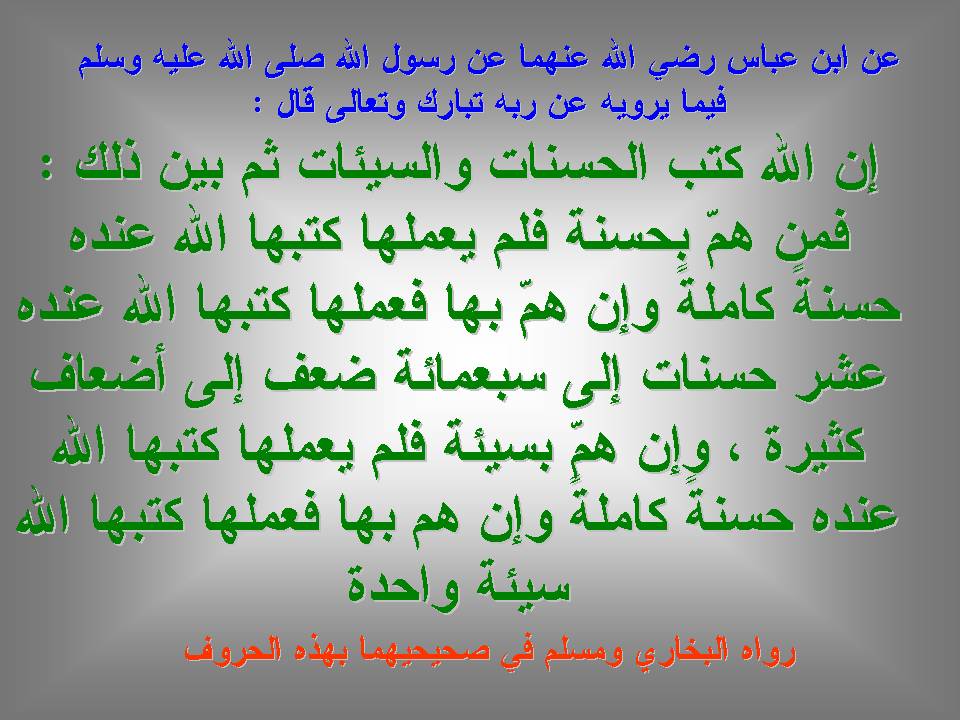 عن ابن عباس رضي الله عنهما عن رسول الله صلى الله عليه وسلم
فيما يرويه عن ربه تبارك وتعالى قال :
إن الله كتب الحسنات والسيئات ثم بين ذلك :
فمن همّ بحسنة فلم يعملها كتبها الله عنده
حسنةً كاملةً وإن همّ بها فعملها كتبها الله عنده
عشر حسنات إلى سبعمائة ضعف إلى أضعاف
كثيرة ، وإن همّ بسيئة فلم يعملها كتبها الله
عنده حسنةً كاملةً وإن هم بها فعملها كتبها الله
سيئة واحدة
رواه البخاري ومسلم في صحيحيهما بهذه الحروف